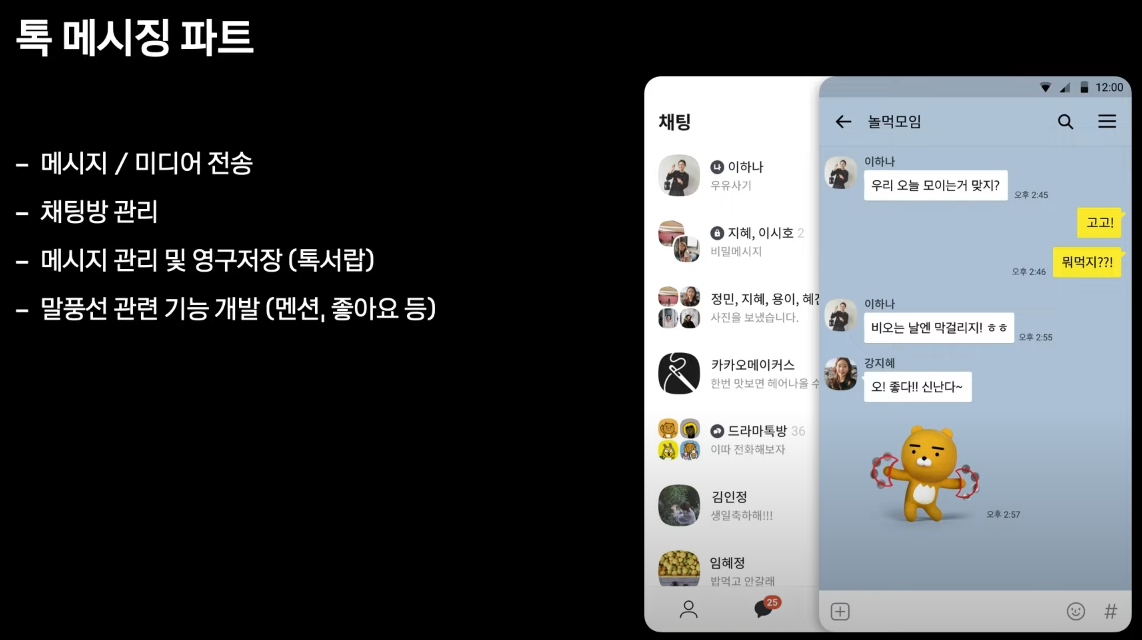 톡 메시징 파트
– 메시지 / 미디어 전송
– 채팅방 관리
– 메시지 관리 및 영구저장 (톡서랍)
– 말풍선 관련 기능 개발 (멘션, 좋아요 등)
채팅
나 이하나
우유사기
지혜, 이시호 2
비밀메시지
정민, 지혜, 용이, 혜진
사진을 보냈습니다.
카카오메이커스
한번 맛보면 헤어나올 수
드라마톡방 36
이따 전화해보자
김인정
생일축하해!!!
임혜정
밥먹고 안갈래
25
12:00
놀먹모임
이하나
우리 오늘 모이는거 맞지?
오후 2:45
고고!
뭐먹지??!
오후 2:46
이하나
비오는 날엔 막걸리지! ㅎㅎ
오후 2:55
강지혜
오! 좋다!! 신난다~
오후 2:57
#